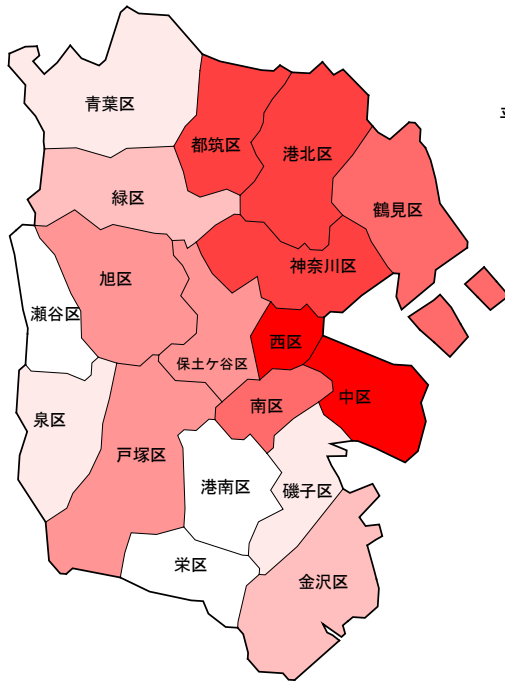 青葉区
都筑区
港北区
緑区
鶴見区
神奈川区
旭区
瀬谷区
西区
保土ケ谷区
中区
南区
泉区
戸塚区
港南区
磯子区
栄区
金沢区